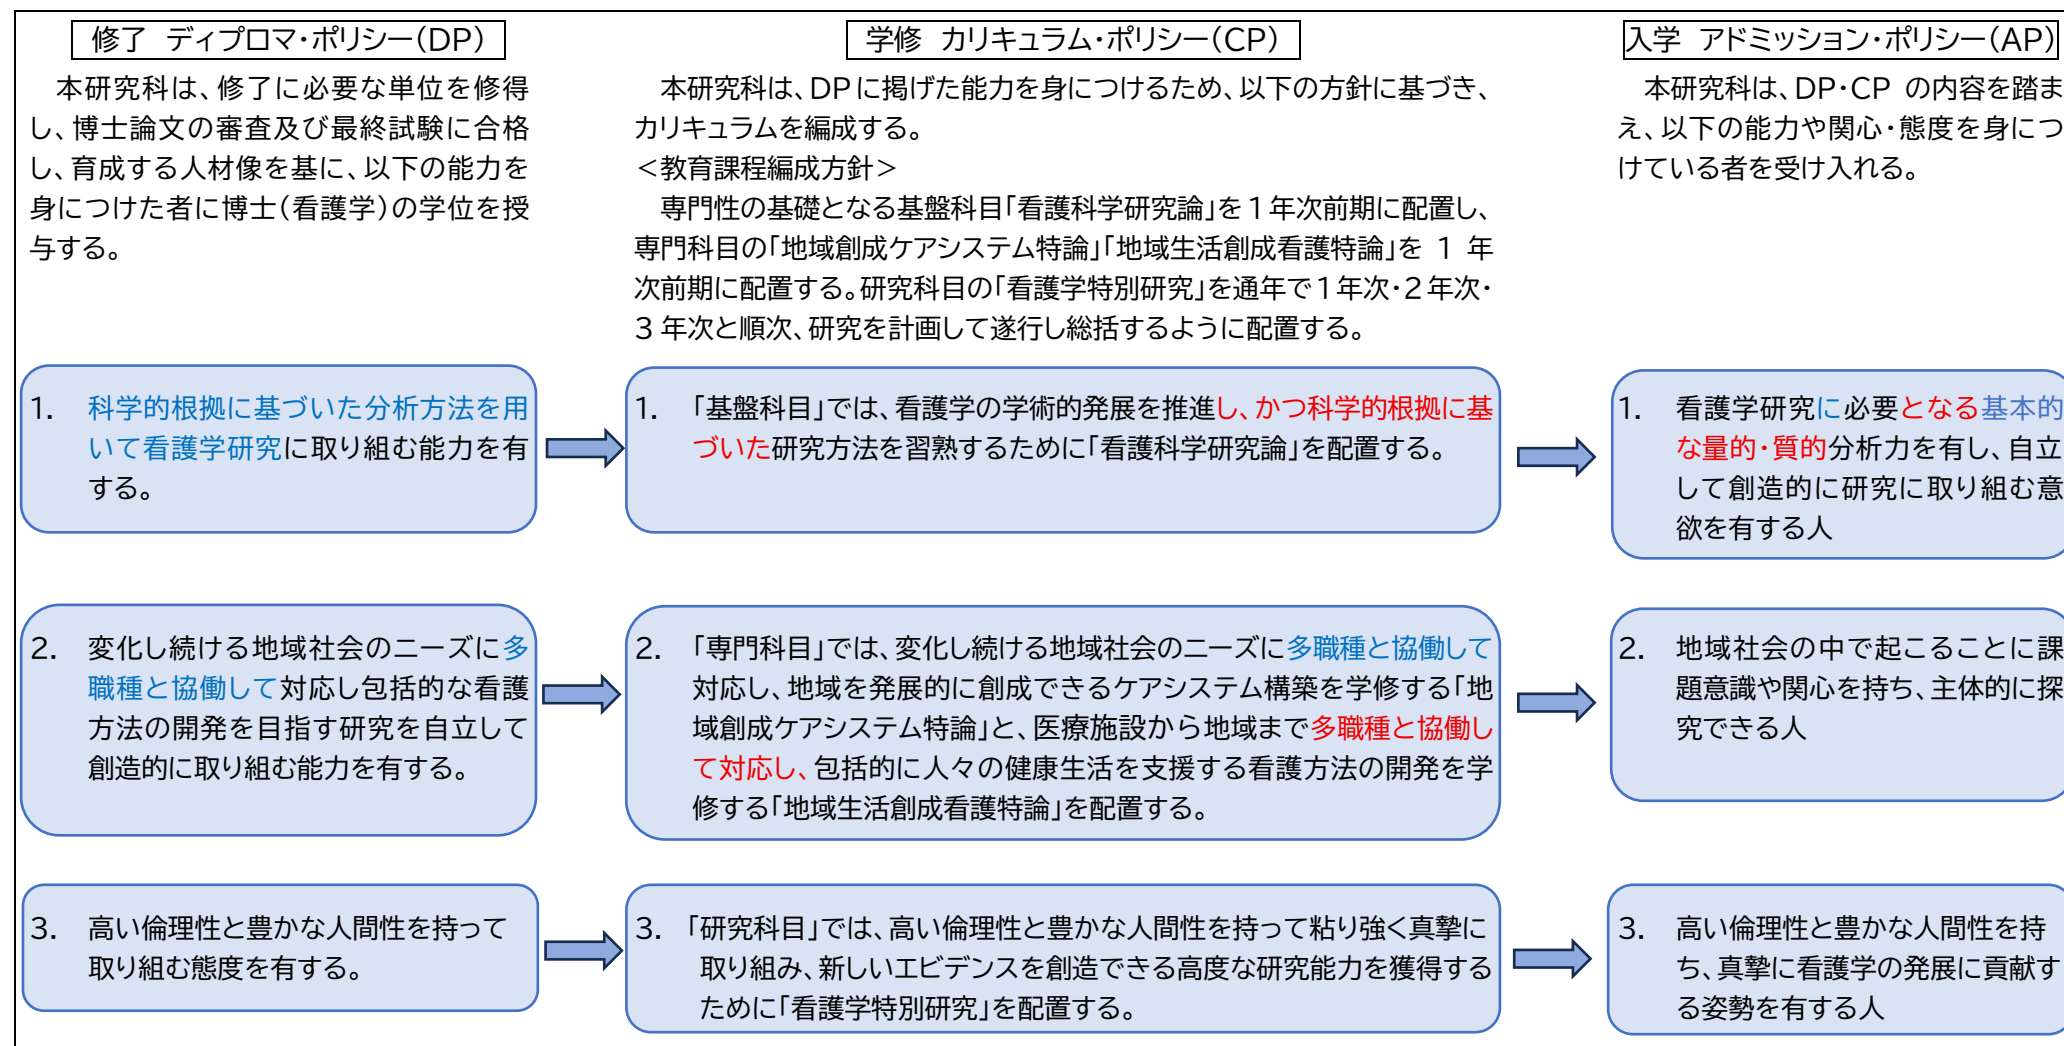 修了　ディプロマ・ポリシー(DP)
本研究科は、修了に必要な単位を修得
し、博士論文の審査及び最終試験に合格
し、育成する人材像を基に、以下の能力を
身につけた者に博士(看護学)の学位を授
与する。
学修　カリキュラム・ポリシー(CP)
本研究科は、DPに掲げた能力を身につけるため、以下の方針に基づき、
カリキュラムを編成する。
＜教育課程編成方針＞
専門性の基礎となる基盤科目「看護科学研究論」を1年次前期に配置し、
専門科目の「地域創成ケアシステム特論」「地域生活創成看護特論」を 1 年
次前期に配置する。研究科目の「看護学特別研究」を通年で1年次・2年次・
3年次と順次、研究を計画して遂行し総括するように配置する。
入学　アドミッション・ポリシー(AP)
本研究科は、DP・CP の内容を踏ま
え、以下の能力や関心・態度を身につ
けている者を受け入れる。
1.　科学的根拠に基づいた分析方法を用
いて看護学研究に取り組む能力を有
する。
1.　「基盤科目」では、看護学の学術的発展を推進し、かつ科学的根拠に基
づいた研究方法を習熟するために「看護科学研究論」を配置する。
1.　看護学研究に必要となる基本的
な量的・質的分析力を有し、自立
して創造的に研究に取り組む意
欲を有する人
2.　変化し続ける地域社会のニーズに多
職種と協働して対応し包括的な看護
方法の開発を目指す研究を自立して
創造的に取り組む能力を有する。
2.　「専門科目」では、変化し続ける地域社会のニーズに多職種と協働して
対応し、地域を発展的に創成できるケアシステム構築を学修する「地
域創成ケアシステム特論」と、医療施設から地域まで多職種と協働し
て対応し、包括的に人々の健康生活を支援する看護方法の開発を学
修する「地域生活創成看護特論」を配置する。
2.　地域社会の中で起こることに課
題意識や関心を持ち、主体的に探
究できる人
3.　高い倫理性と豊かな人間性を持って
取り組む態度を有する。
3.　「研究科目」では、高い倫理性と豊かな人間性を持って粘り強く真摯に
取り組み、新しいエビデンスを創造できる高度な研究能力を獲得する
ために「看護学特別研究」を配置する。
3.　高い倫理性と豊かな人間性を持
ち、真摯に看護学の発展に貢献す
る姿勢を有する人